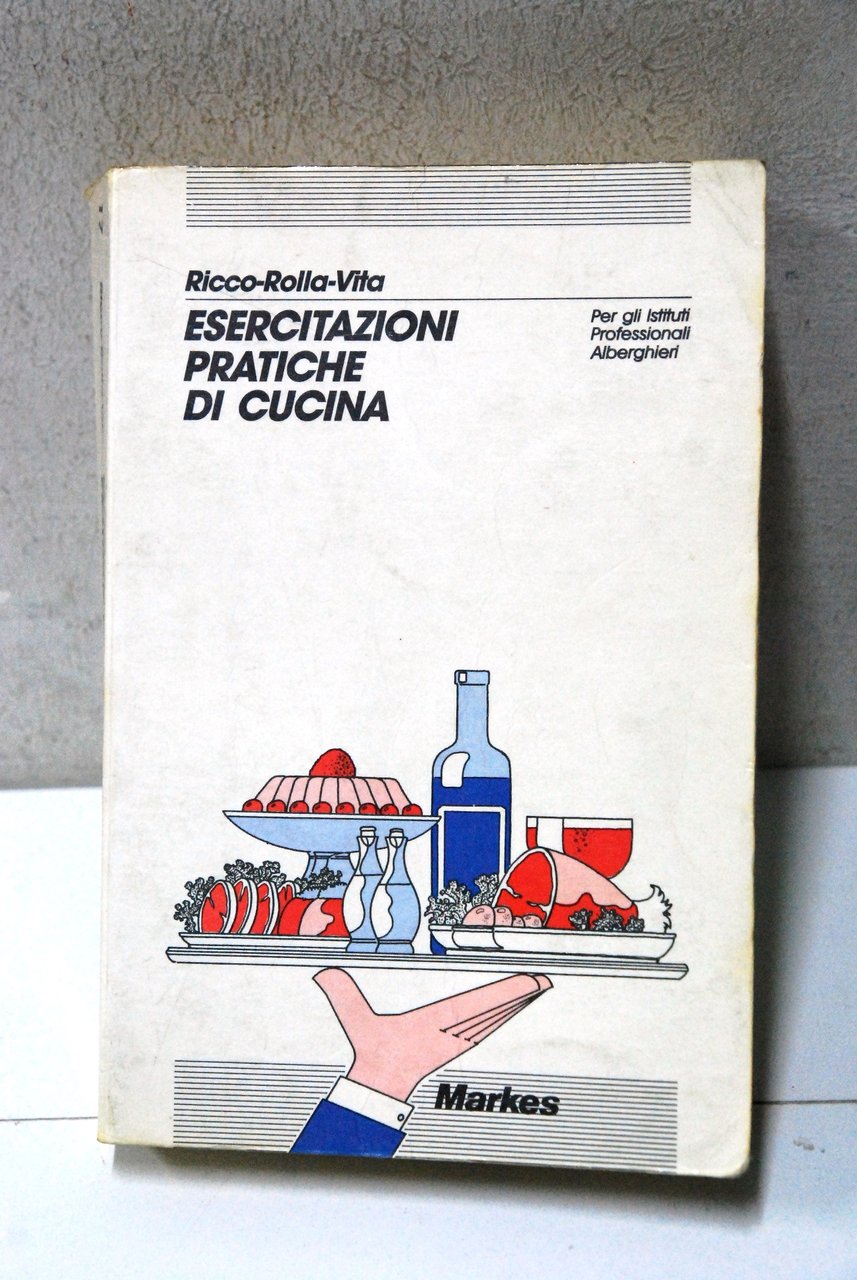 Ricco-Rolla-Vita
ESERCITAZIONI
PRATICHE
DI CUCINA
Per gli Istituti
Professionali
Alberghieri
Markes